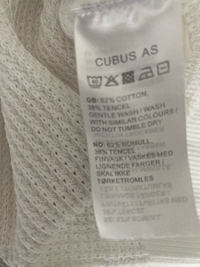 CUBUS AS
GB: 62% COTTON,
38% TENCEL
GENTLE WASH / WASH
WITH SIMILAR COLOURS /
DO NOT TUMBLE DRY
NO: 62% BOMULL,
38% TENCEL
FINVASK / VASKES MED
LIGNENDE FARGER /
SKAL IKKE
TØRKETROMLES